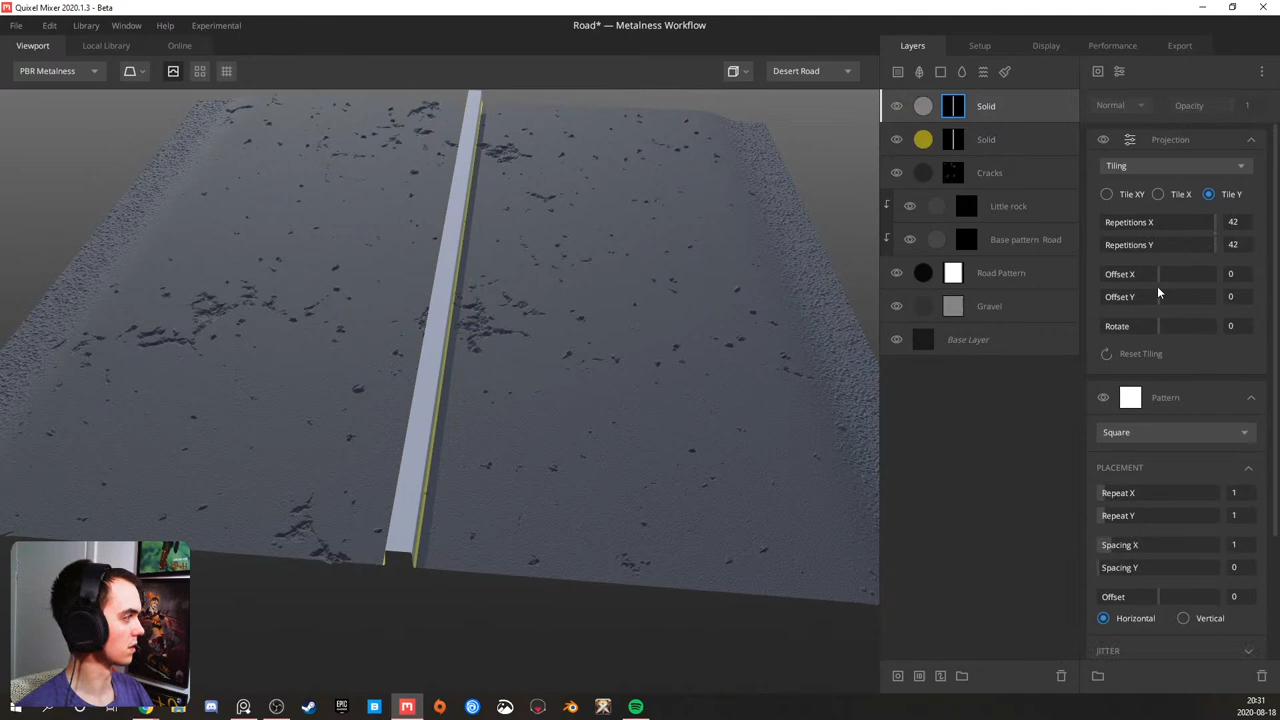 Quixel Mixer 2020.1.3 - Beta
File Edit Library Window Help Experimental
Road* — Metalness Workflow
Viewport Local Library Online
Layers Setup Display Performance Export
PBR Metalness
Desert Road
Normal Opacity 1
Solid
Solid
Cracks
Little rock
Base pattern Road
Road Pattern
Gravel
Base Layer
Projection
Tiling
Tile XY Tile X Tile Y
Repetitions X 42
Repetitions Y 42
Offset X 0
Offset Y 0
Rotate 0
Reset Tiling
Pattern
Square
PLACEMENT
Repeat X 1
Repeat Y 1
Spacing X 1
Spacing Y 0
Offset 0
Horizontal Vertical
JITTER
EPIC
20:31
2020-08-18